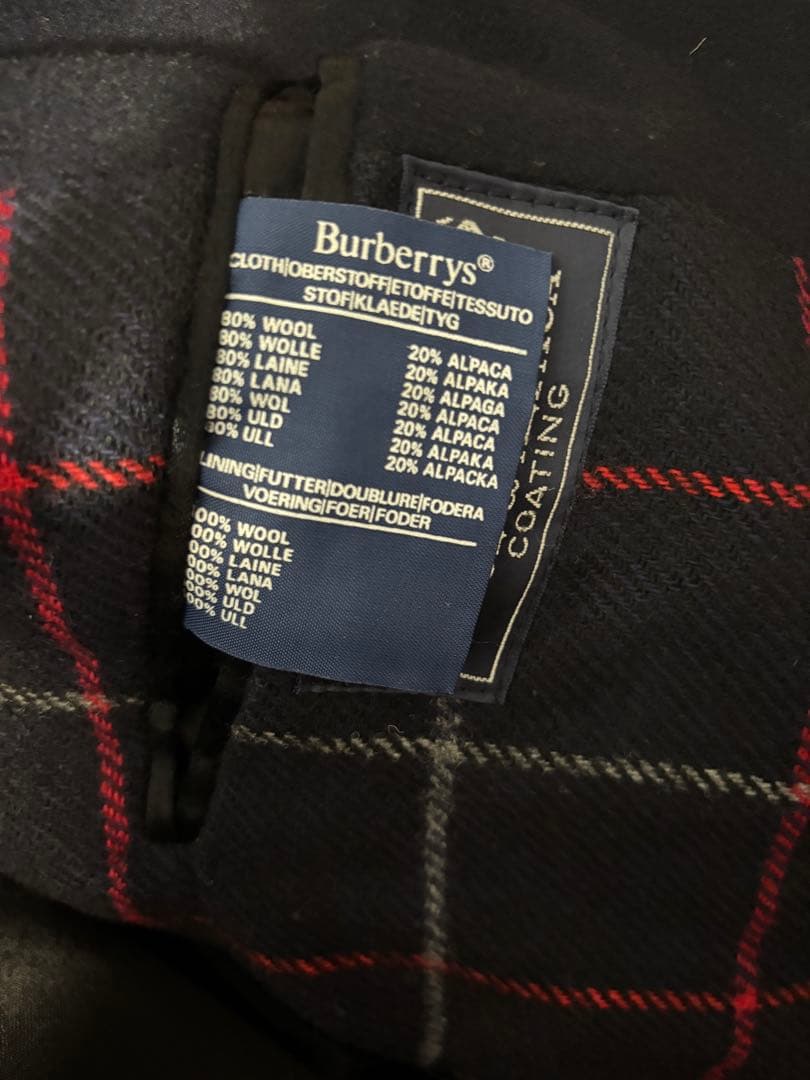 Burberrys®
CLOTH|OBERSTOFF|ETOFFE|TESSUTO
STOF|KLAEDE|TYG
80% WOOL 20% ALPACA
80% WOLLE 20% ALPAKA
80% LAINE 20% ALPAGA
80% LANA 20% ALPACA
80% WOL 20% ALPACA
80% ULD 20% ALPAKA
80% ULL 20% ALPACKA
LINING|FUTTER|DOUBLURE|FODERA
VOERING|FOER|FODER
100% WOOL
100% WOLLE
100% LAINE
100% LANA
100% WOL
100% ULD
100% ULL
COATING